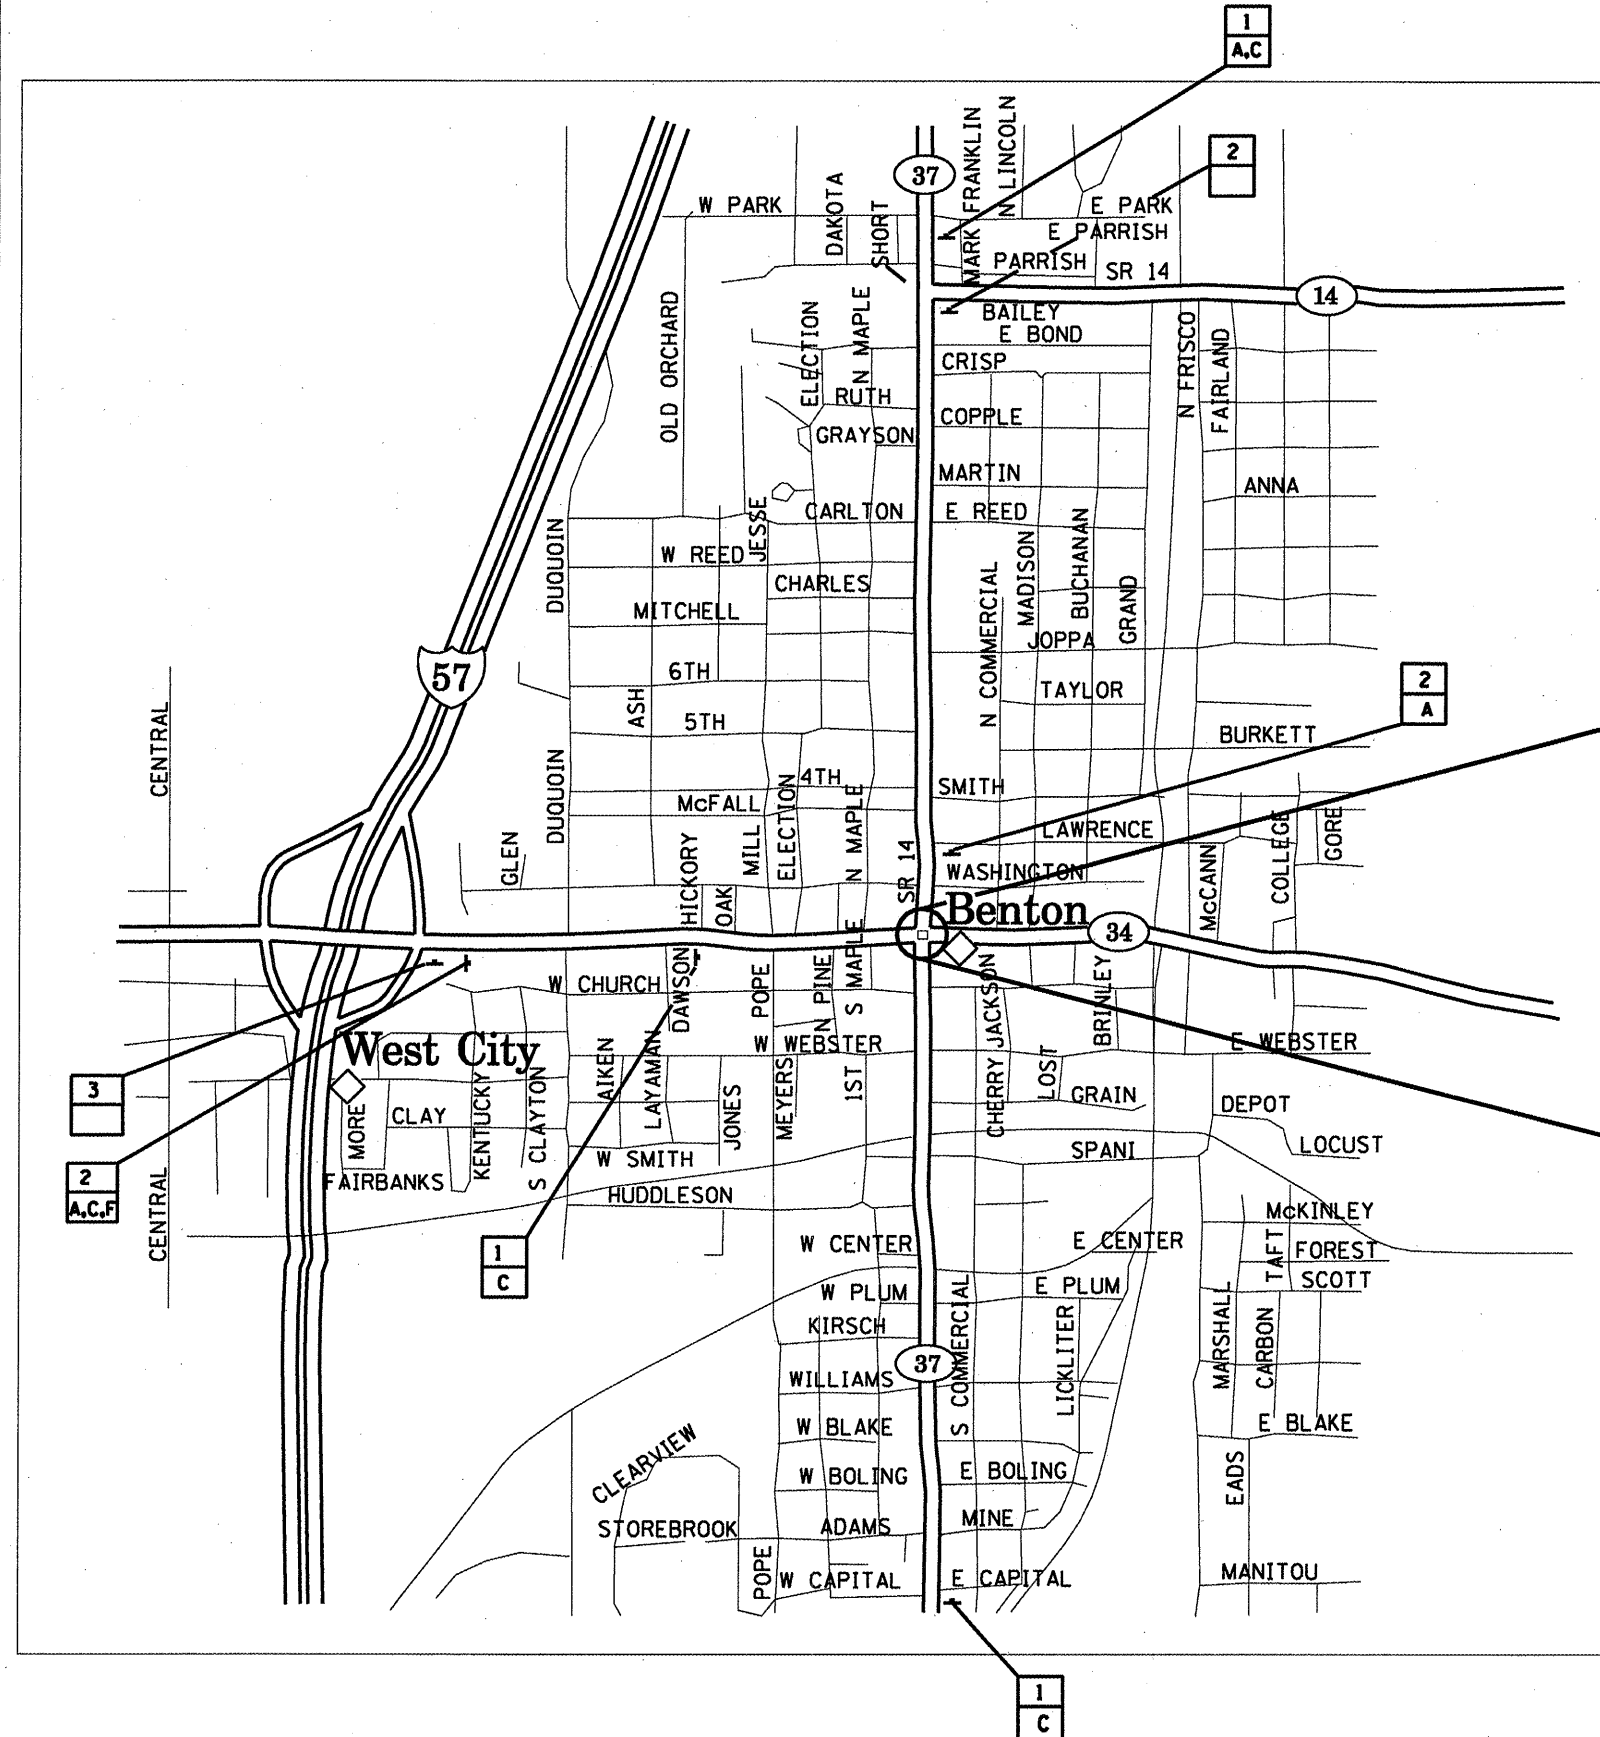 1
A,C
2
37
MARK FRANKLIN
N LINCOLN
W PARK
DAKOTA
SHORT
E PARK
E PARRISH
PARRISH
SR 14
14
BAILEY
E BOND
CRISP
OLD ORCHARD
ELECTION
N MAPLE
RUTH
COPPLE
GRAYSON
N FRISCO
FAIRLAND
MARTIN
ANNA
CARLTON
E REED
JESSE
W REED
DUQUOIN
CHARLES
MITCHELL
MADISON
BUCHANAN
GRAND
N COMMERCIAL
JOPPA
57
6TH
TAYLOR
ASH
5TH
2
A
BURKETT
CENTRAL
DUQUOIN
4TH
SMITH
McFALL
ELECTION
N MAPLE
LAWRENCE
GLEN
HICKORY
MILL
SR 14
WASHINGTON
McCANN
COLLEGE
GORE
OAK
Benton
34
W CHURCH
DAWSON
POPE
N PINE
S MAPLE
JACKSON
BRINLEY
West City
W WEBSTER
E WEBSTER
3
AIKEN
LAYAMAN
MEYERS
1ST
CHERRY
LOST
GRAIN
DEPOT
MORE
CLAY
KENTUCKY
S CLAYTON
JONES
LOCUST
W SMITH
SPANI
2
A,C,F
FAIRBANKS
CENTRAL
HUDDLESON
McKINLEY
1
C
W CENTER
E CENTER
TAFT
FOREST
SCOTT
W PLUM
E PLUM
KIRSCH
S COMMERCIAL
LICKLITER
MARSHALL
CARBON
37
WILLIAMS
W BLAKE
E BLAKE
CLEARVIEW
W BOLING
E BOLING
EADS
STOREBROOK
ADAMS
MINE
POPE
W CAPITAL
E CAPITAL
MANITOU
1
C